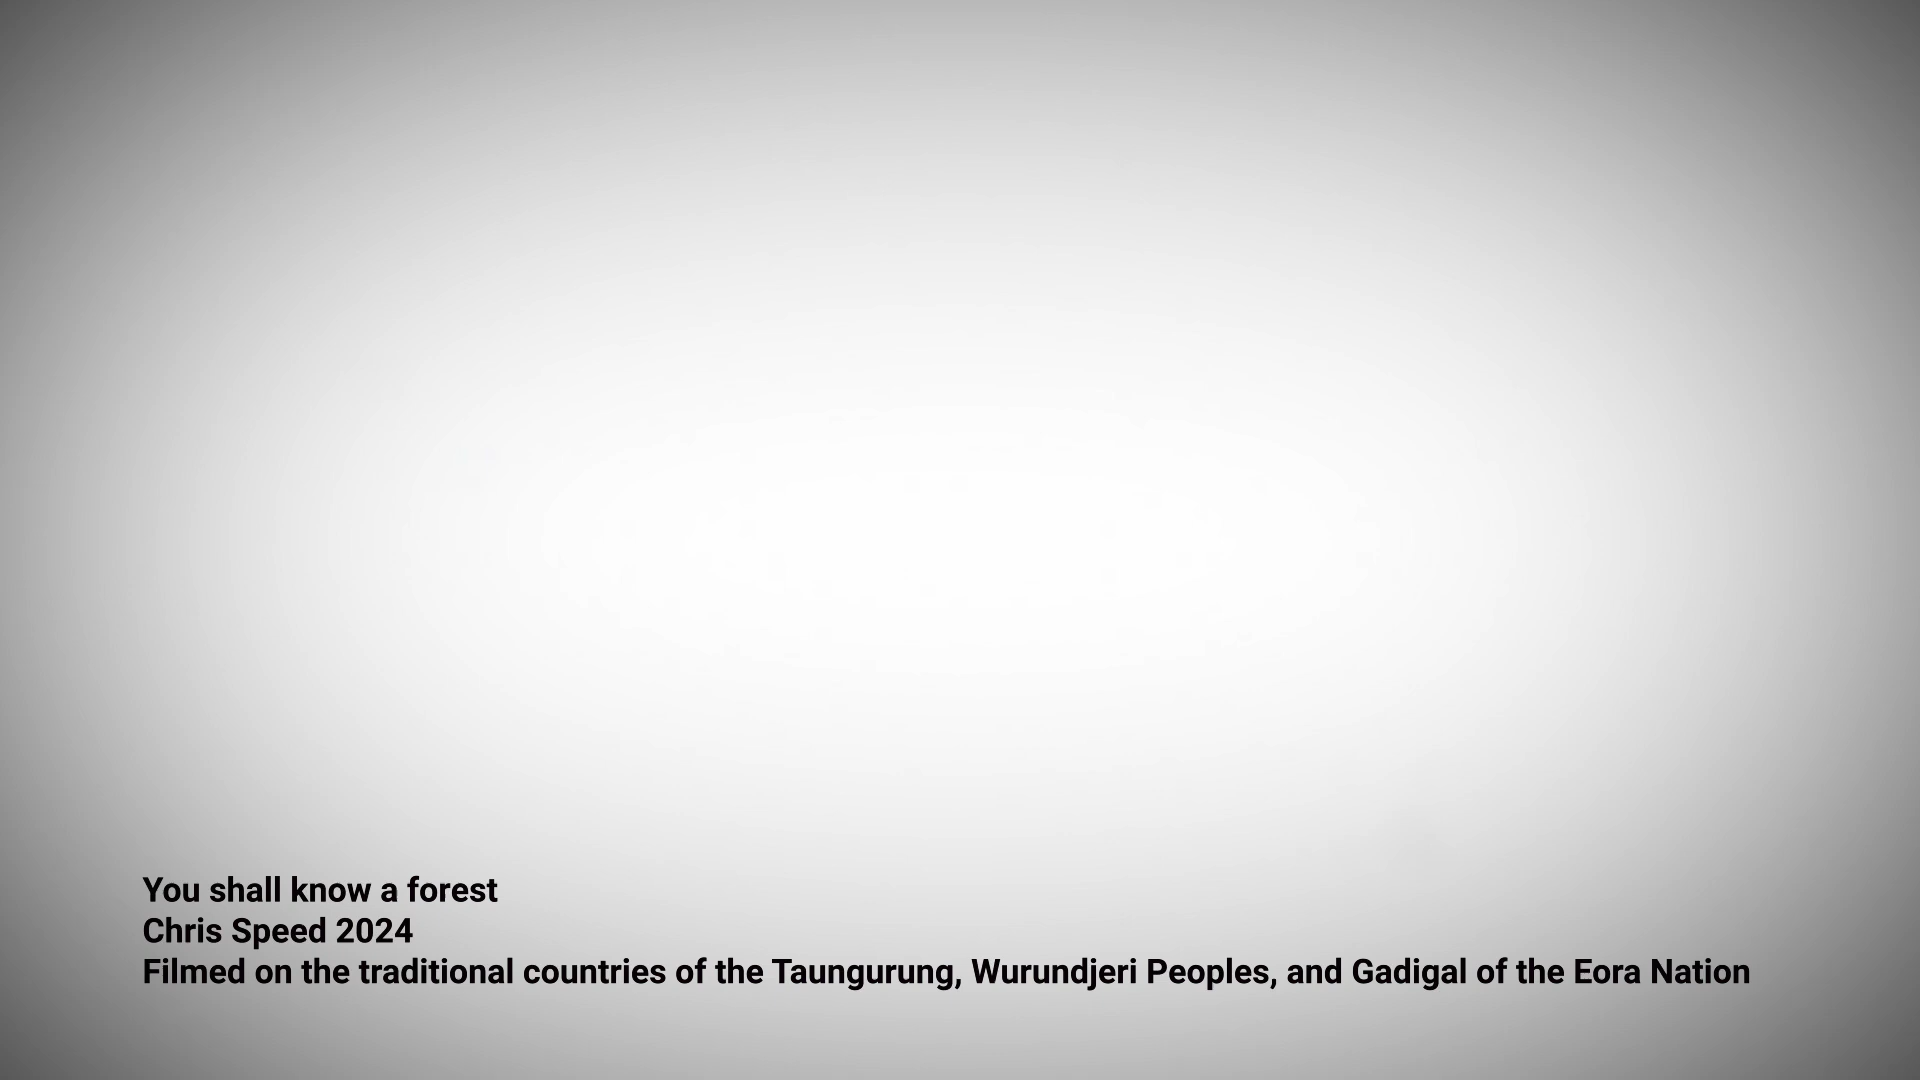 You shall know a forest
Chris Speed 2024
Filmed on the traditional countries of the Taungurung, Wurundjeri Peoples, and Gadigal of the Eora Nation